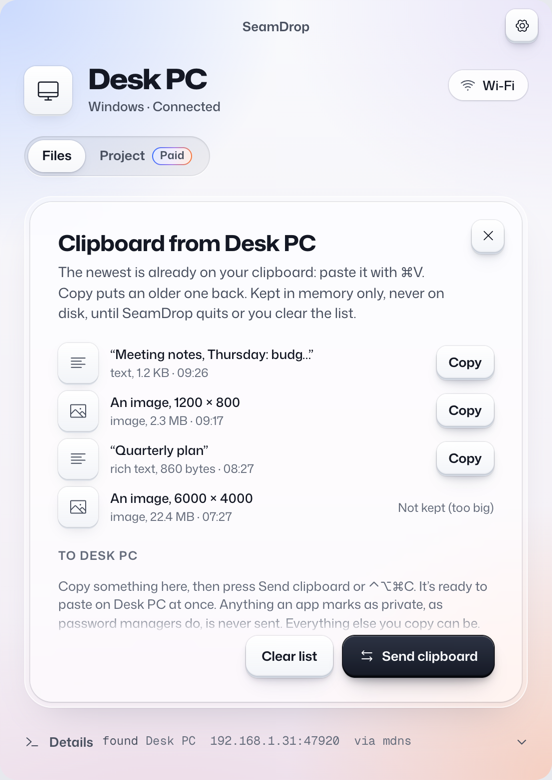 SeamDrop
Desk PC
Windows · Connected
Wi-Fi
Files
Project
Paid
Clipboard from Desk PC
The newest is already on your clipboard: paste it with ⌘V.
Copy puts an older one back. Kept in memory only, never on
disk, until SeamDrop quits or you clear the list.
“Meeting notes, Thursday: budg...”
text, 1.2 KB · 09:26
Copy
An image, 1200 × 800
image, 2.3 MB · 09:17
Copy
“Quarterly plan”
rich text, 860 bytes · 08:27
Copy
An image, 6000 × 4000
image, 22.4 MB · 07:27
Not kept (too big)
TO DESK PC
Copy something here, then press Send clipboard or ⌃⌥⌘C. It’s ready to
paste on Desk PC at once. Anything an app marks as private, as
password managers do, is never sent. Everything else you copy can be.
Clear list
Send clipboard
Details found Desk PC 192.168.1.31:47920 via mdns